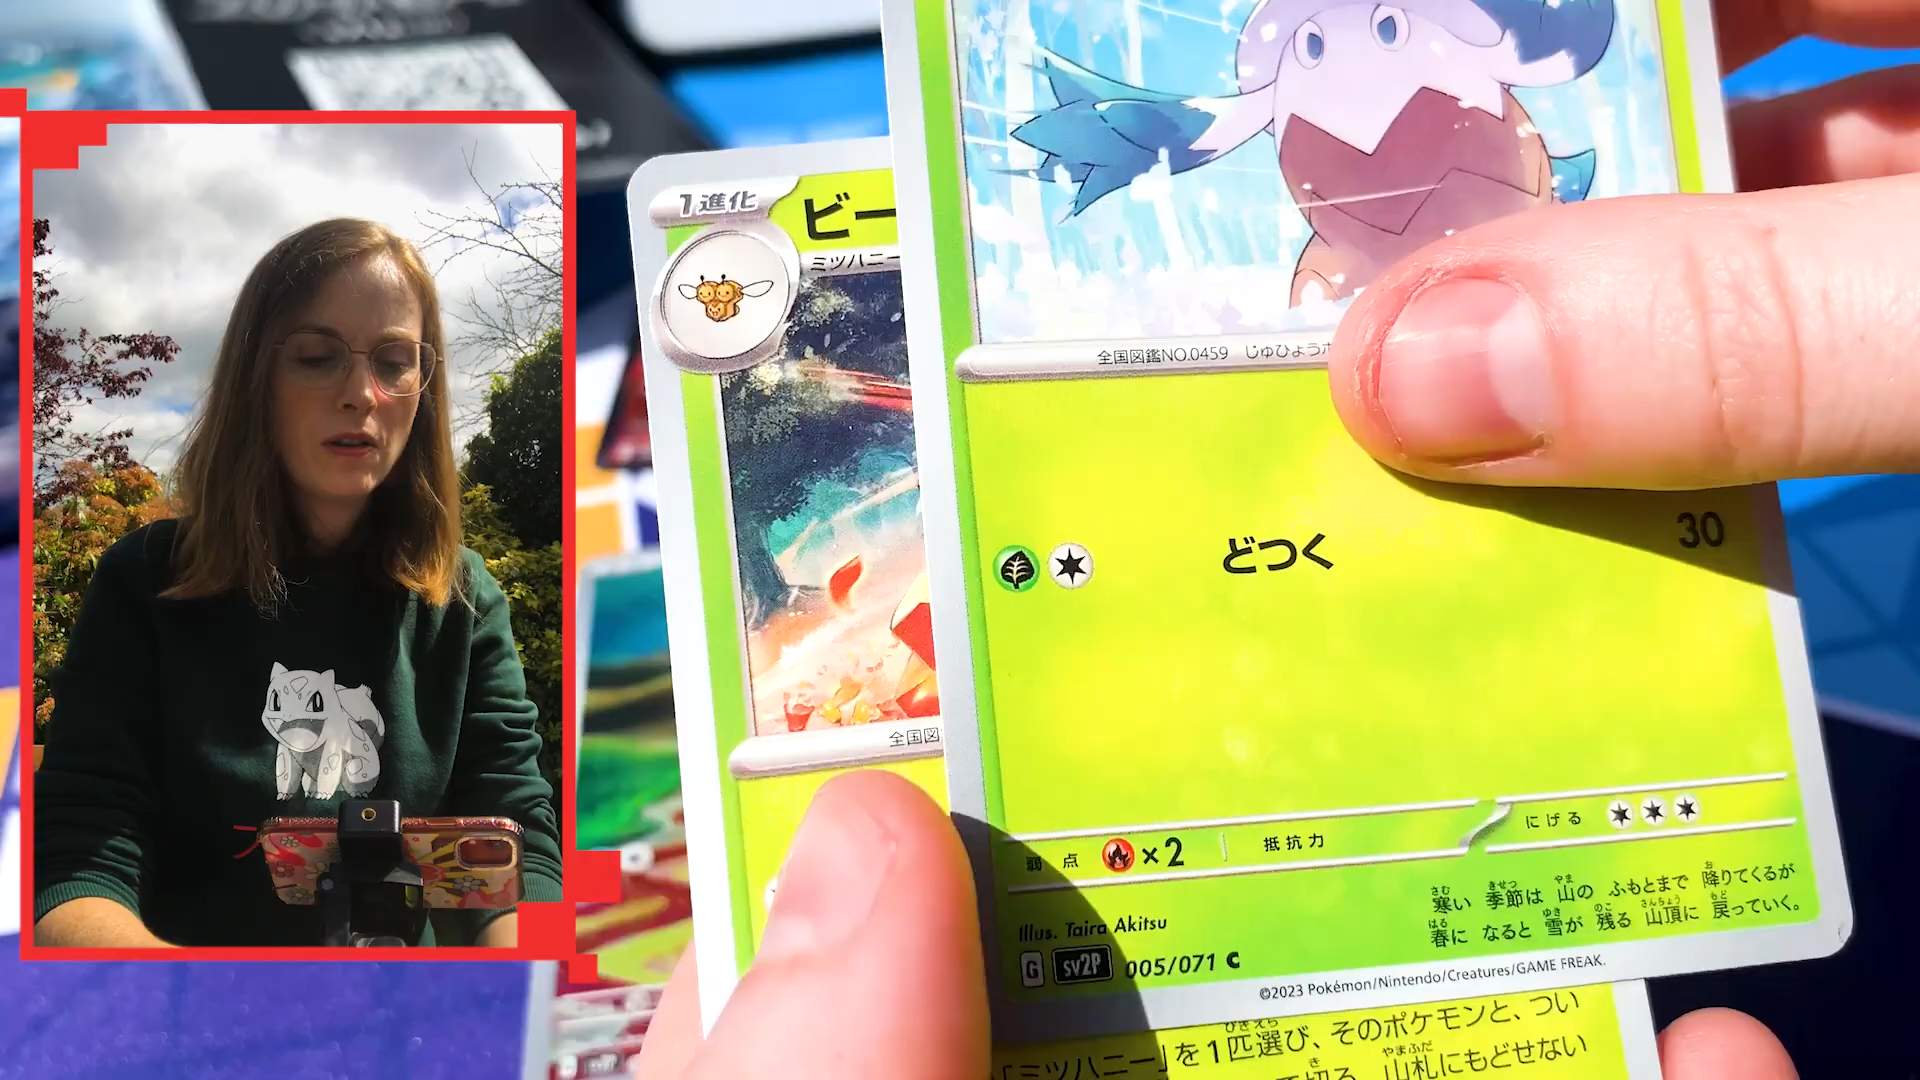 1進化
ビー
ミツハニー
全国図
全国図鑑NO.0459 じゅひょうポ
どつく
30
弱点
×2
抵抗力
にげる
寒い 季節は 山の ふもとまで 降りてくるが
春に なると 雪が 残る 山頂に 戻っていく。
Illus. Taira Akitsu
G SV2P 005/071 C
©2023 Pokémon/Nintendo/Creatures/GAME FREAK.
「ミツハニー」を1匹選び、そのポケモンと、つい
山札にもどせない